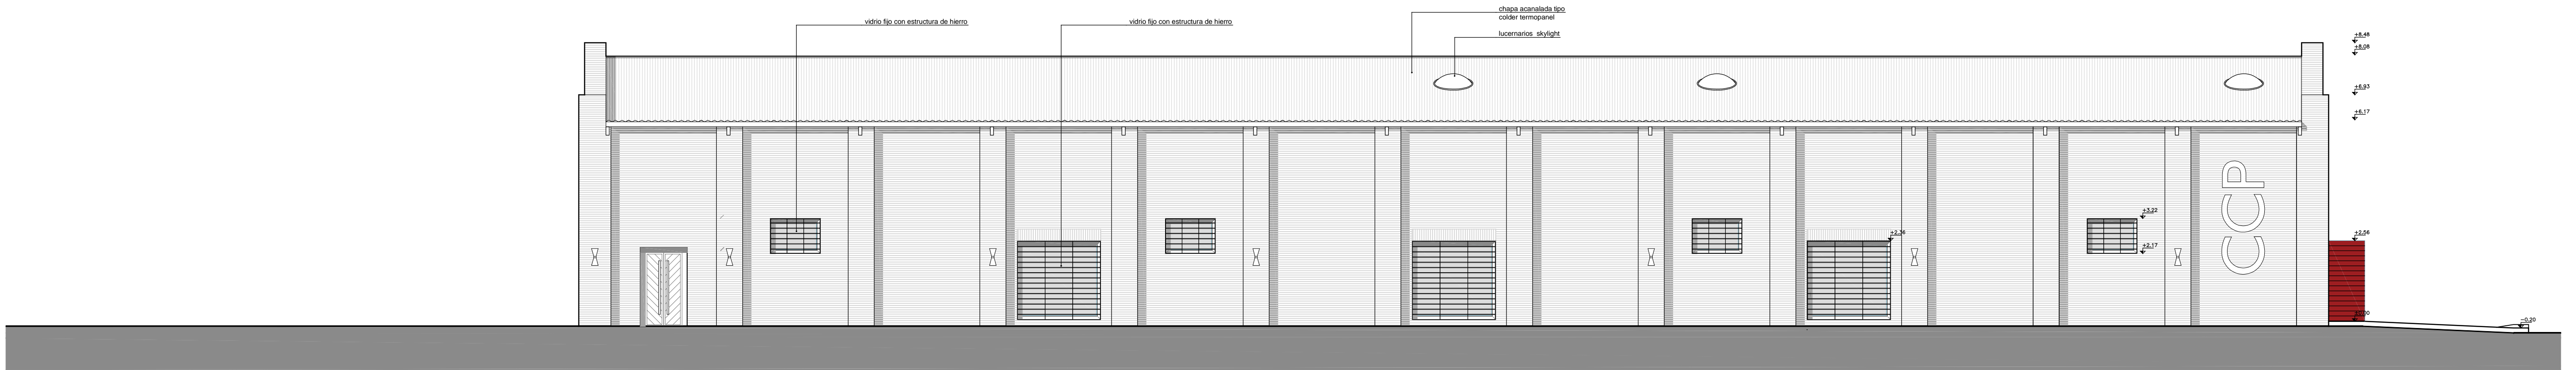 vidrio fijo con estructura de hierro
vidrio fijo con estructura de hierro
chapa acanalada tipo
colder termopanel
lucernarios skylight
+8,48
+8,08
+6,93
+6,17
+3,22
+2,17
+2,36
+2,56
±0,00
-0,20
CCP